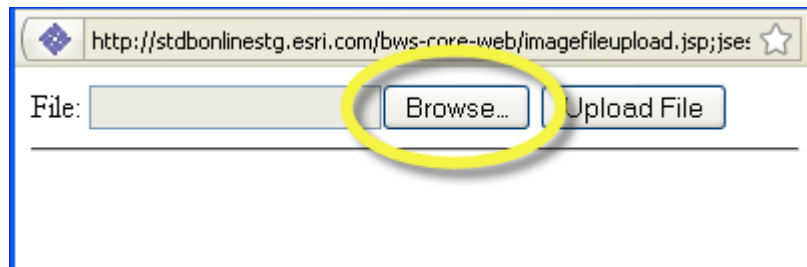 http://stdbonlinestg.esri.com/bws-core-web/imagefileupload.jsp;jses
File: Browse... Upload File